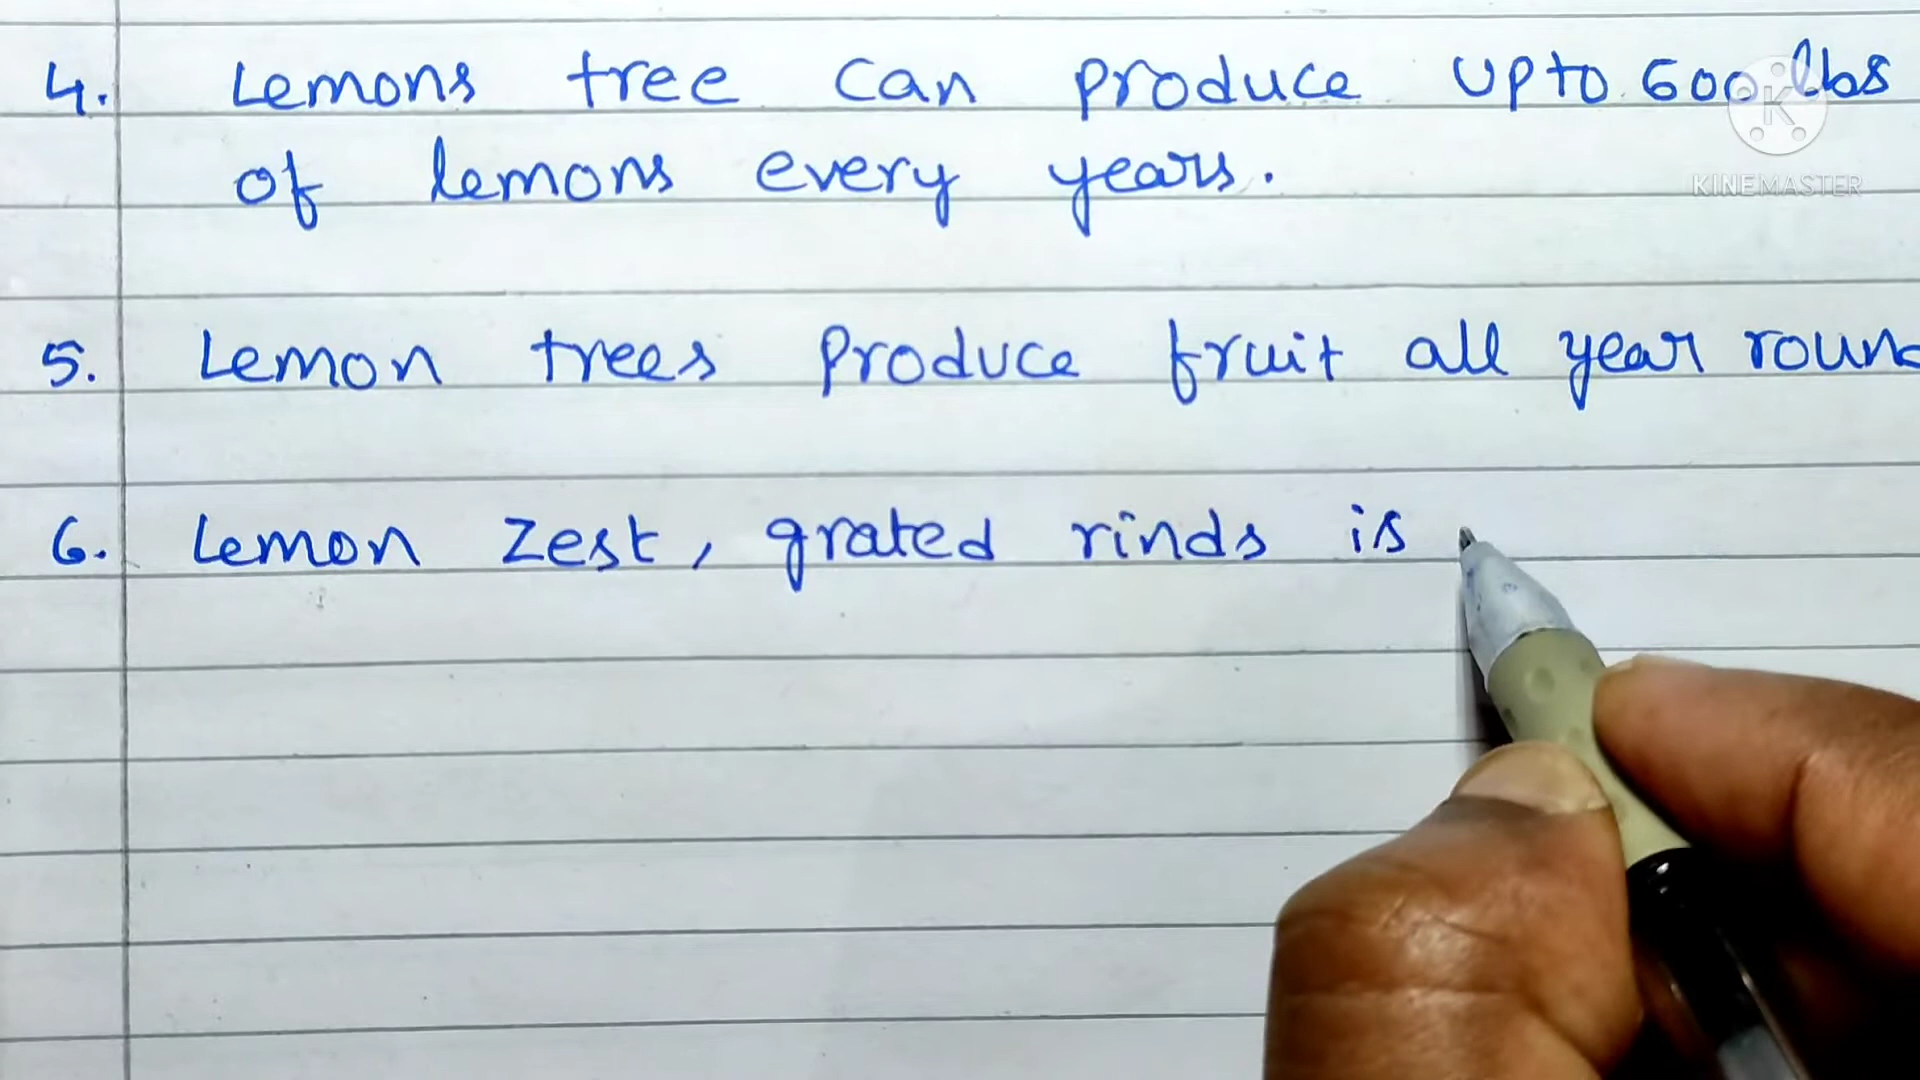 4. Lemons tree can produce upto 600 lbs
of lemons every years.
5. Lemon trees produce fruit all year roun
6. Lemon zest, grated rinds is
KINEMASTER